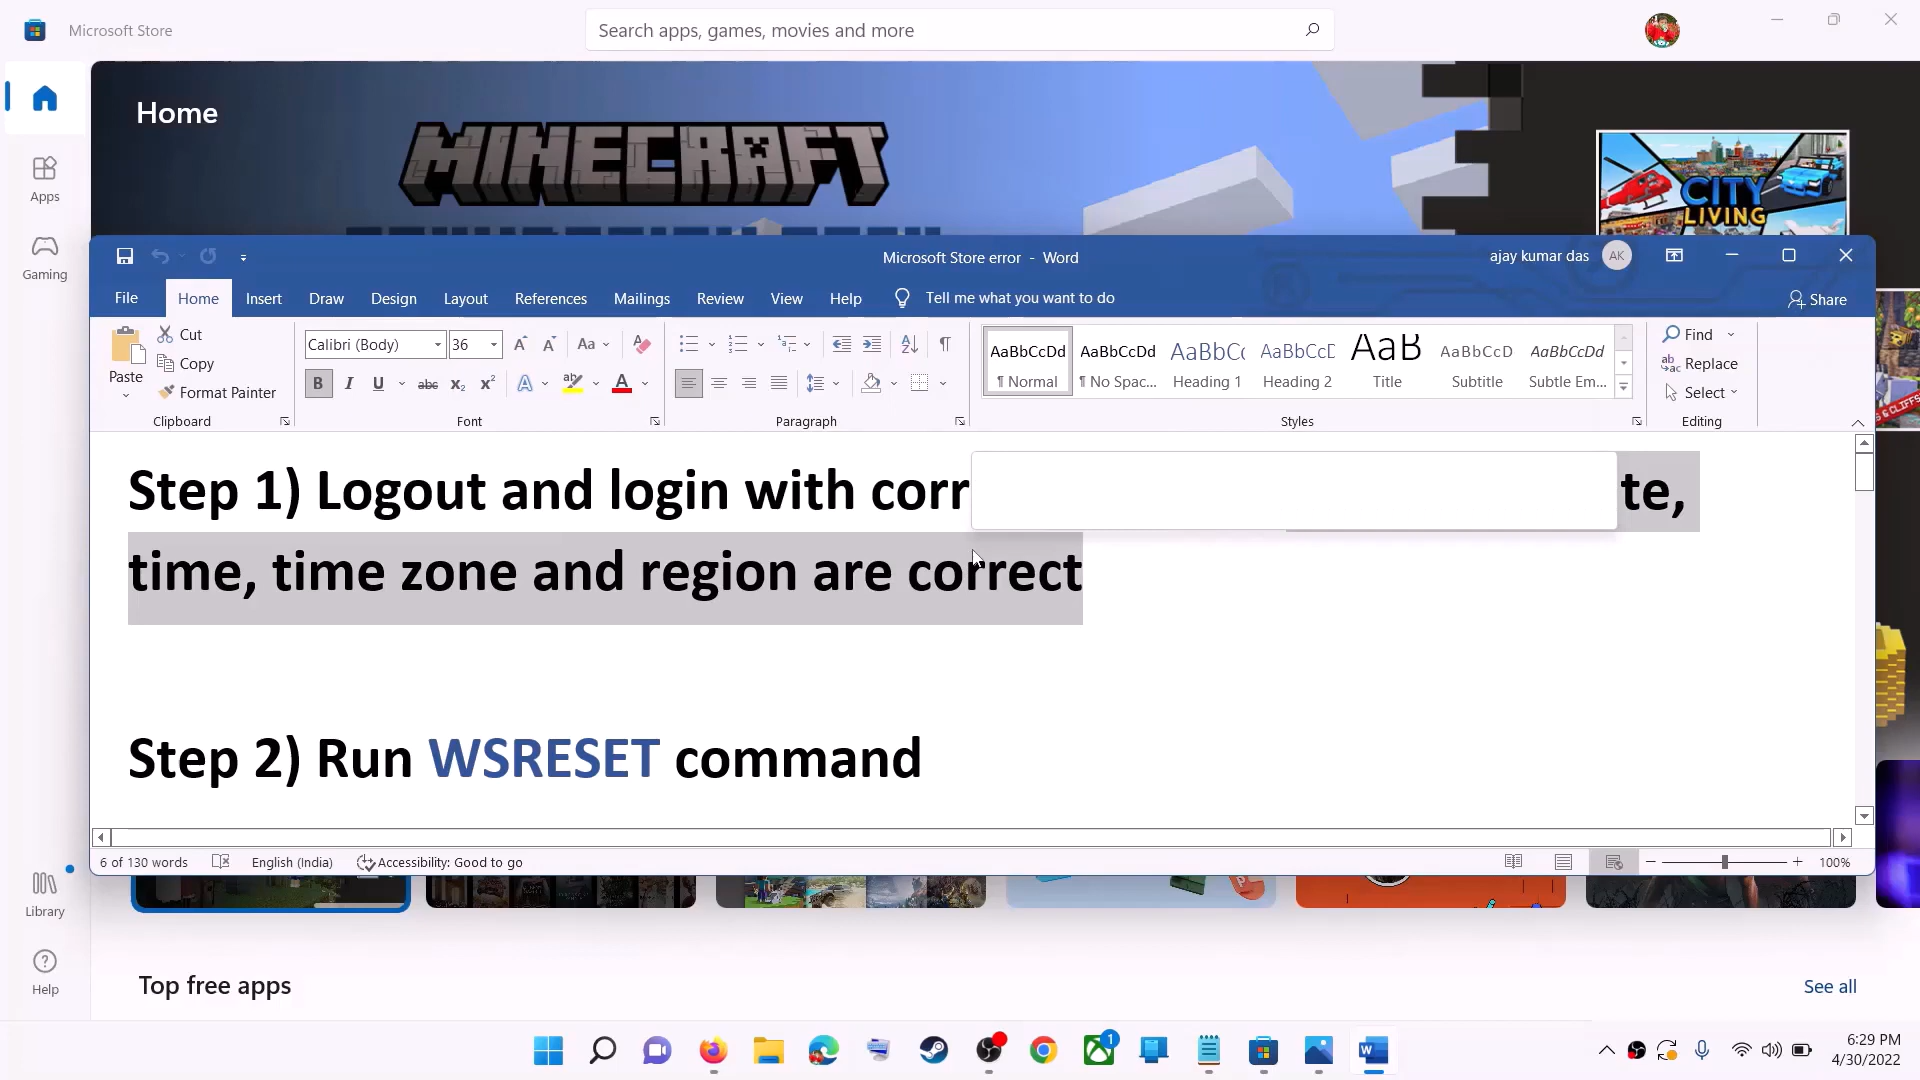 Microsoft Store
Search apps, games, movies and more
Home
MINECRAFT
CITY
LIVING
Apps
Gaming
Microsoft Store error - Word
ajay kumar das
AK
File
Home
Insert
Draw
Design
Layout
References
Mailings
Review
View
Help
Tell me what you want to do
Share
Paste
Cut
Copy
Format Painter
Clipboard
Calibri (Body)
36
Aa
B I U abc x₂ x² A A
Font
Paragraph
AaBbCcDd
¶ Normal
AaBbCcDd
¶ No Spac...
AaBbCc
Heading 1
AaBbCcD
Heading 2
AaB
Title
AaBbCcD
Subtitle
AaBbCcDd
Subtle Em...
Styles
Find
Replace
Select
Editing
& CLIFFS
Step 1) Logout and login with corr te,
time, time zone and region are correct
Step 2) Run WSRESET command
6 of 130 words
English (India)
Accessibility: Good to go
100%
Library
Help
Top free apps
See all
1
6:29 PM
4/30/2022